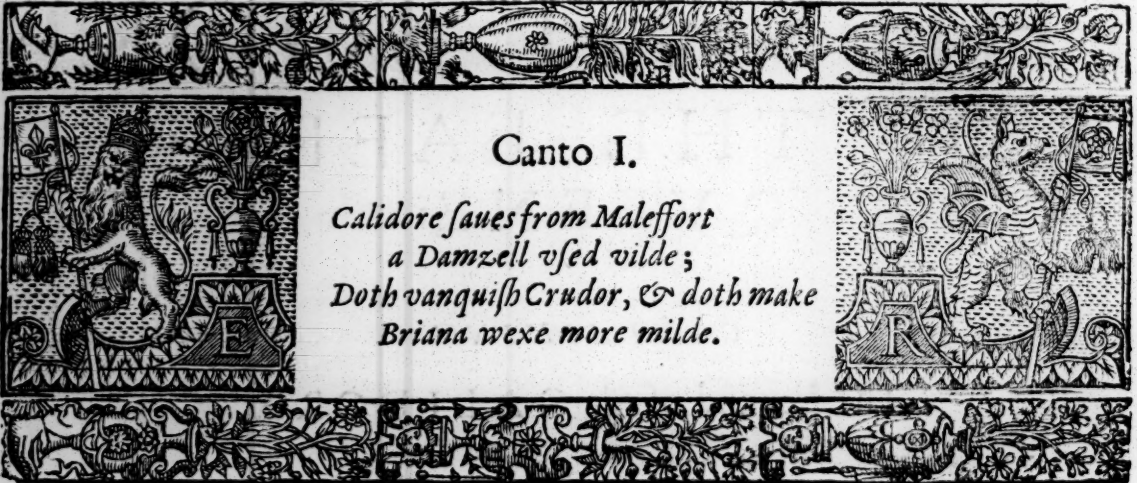 Canto I.
Calidore ſaues from Maleffort
a Damzell vſed vilde;
Doth vanquiſh Crudor, & doth make
Briana wexe more milde.
E
R